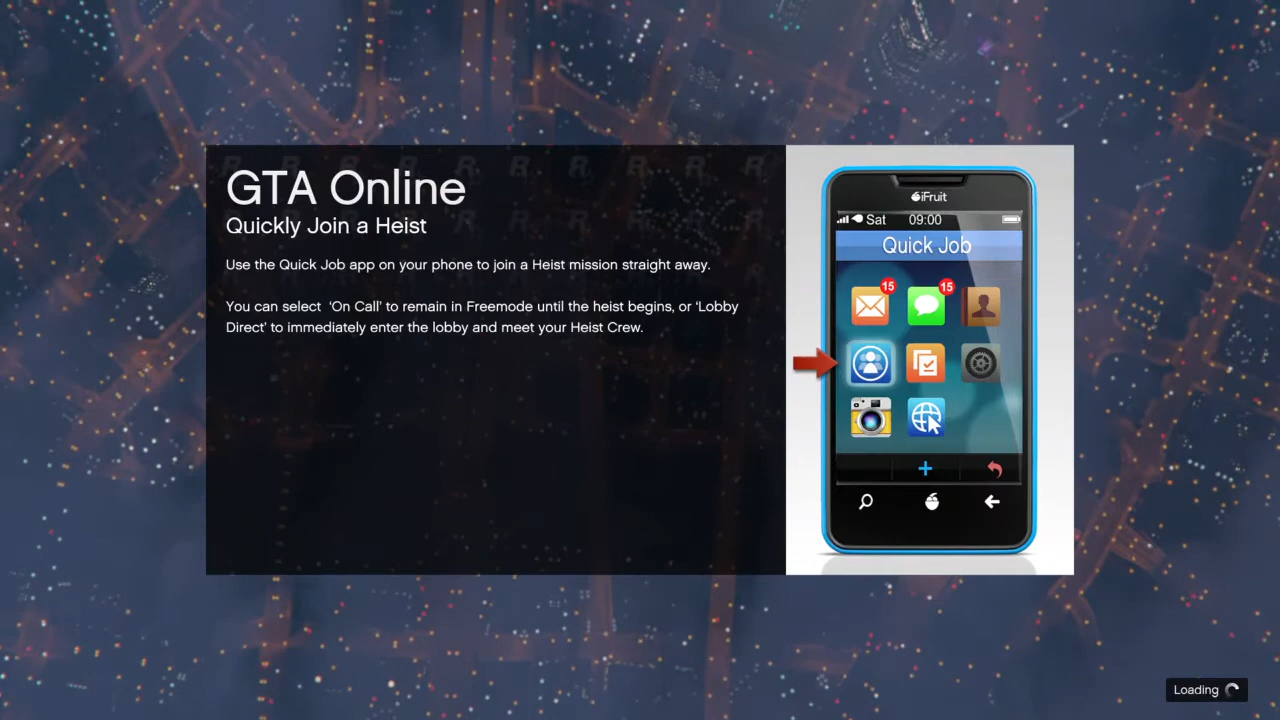 GTA Online
Quickly Join a Heist
Use the Quick Job app on your phone to join a Heist mission straight away.
You can select ‘On Call’ to remain in Freemode until the heist begins, or ‘Lobby
Direct’ to immediately enter the lobby and meet your Heist Crew.
iFruit
Sat 09:00
Quick Job
15 15
Loading